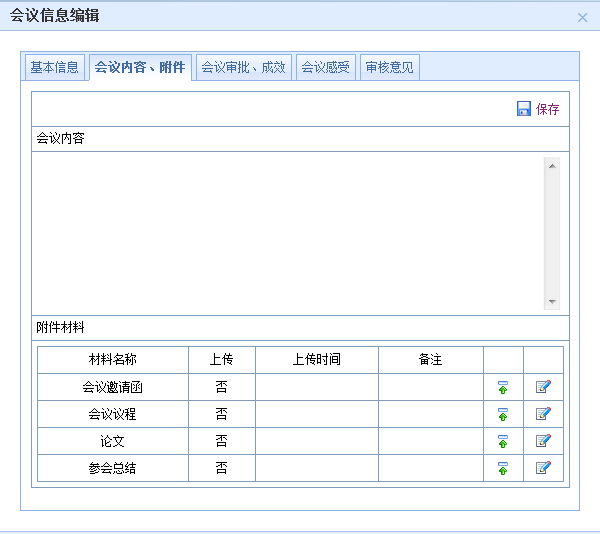 会议信息编辑
基本信息 会议内容、附件 会议审批、成效 会议感受 审核意见
保存
会议内容
附件材料
材料名称 上传 上传时间 备注
会议邀请函 否
会议议程 否
论文 否
参会总结 否